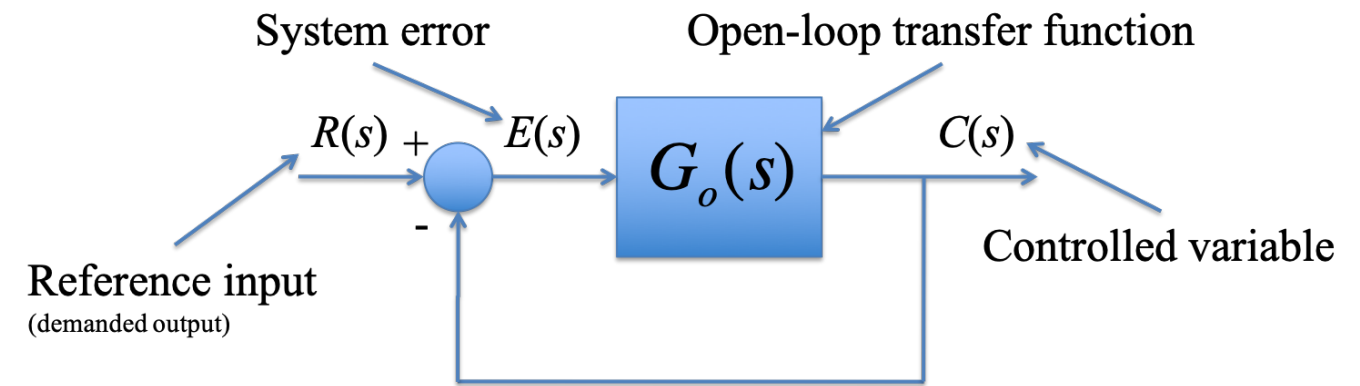 System error
Open-loop transfer function
R(s) + E(s)
G_o(s)
C(s)
-
Controlled variable
Reference input
(demanded output)